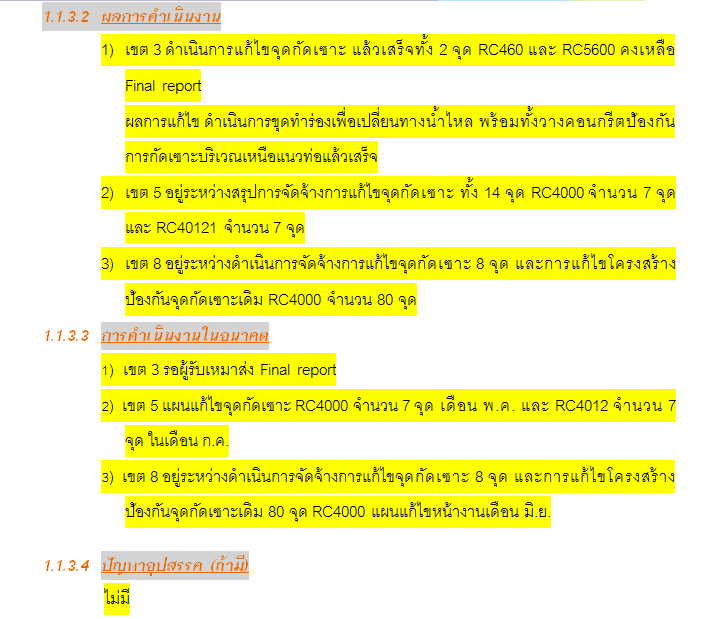 1.1.3.2 ผลการดำเนินงาน
1) เขต 3 ดำเนินการแก้ไขจุดกัดเซาะ แล้วเสร็จทั้ง 2 จุด RC460 และ RC5600 คงเหลือ
Final report
ผลการแก้ไข ดำเนินการขุดทำร่องเพื่อเปลี่ยนทางน้ำไหล พร้อมทั้งวางคอนกรีตป้องกัน
การกัดเซาะบริเวณเหนือแนวท่อแล้วเสร็จ
2) เขต 5 อยู่ระหว่างสรุปการจัดจ้างการแก้ไขจุดกัดเซาะ ทั้ง 14 จุด RC4000 จำนวน 7 จุด
และ RC40121 จำนวน 7 จุด
3) เขต 8 อยู่ระหว่างดำเนินการจัดจ้างการแก้ไขจุดกัดเซาะ 8 จุด และการแก้ไขโครงสร้าง
ป้องกันจุดกัดเซาะเดิม RC4000 จำนวน 80 จุด
1.1.3.3 การดำเนินงานในอนาคต
1) เขต 3 รอผู้รับเหมาส่ง Final report
2) เขต 5 แผนแก้ไขจุดกัดเซาะ RC4000 จำนวน 7 จุด เดือน พ.ค. และ RC4012 จำนวน 7
จุด ในเดือน ก.ค.
3) เขต 8 อยู่ระหว่างดำเนินการจัดจ้างการแก้ไขจุดกัดเซาะ 8 จุด และการแก้ไขโครงสร้าง
ป้องกันจุดกัดเซาะเดิม 80 จุด RC4000 แผนแก้ไขหน้างานเดือน มิ.ย.
1.1.3.4 ปัญหาอุปสรรค (ถ้ามี)
ไม่มี